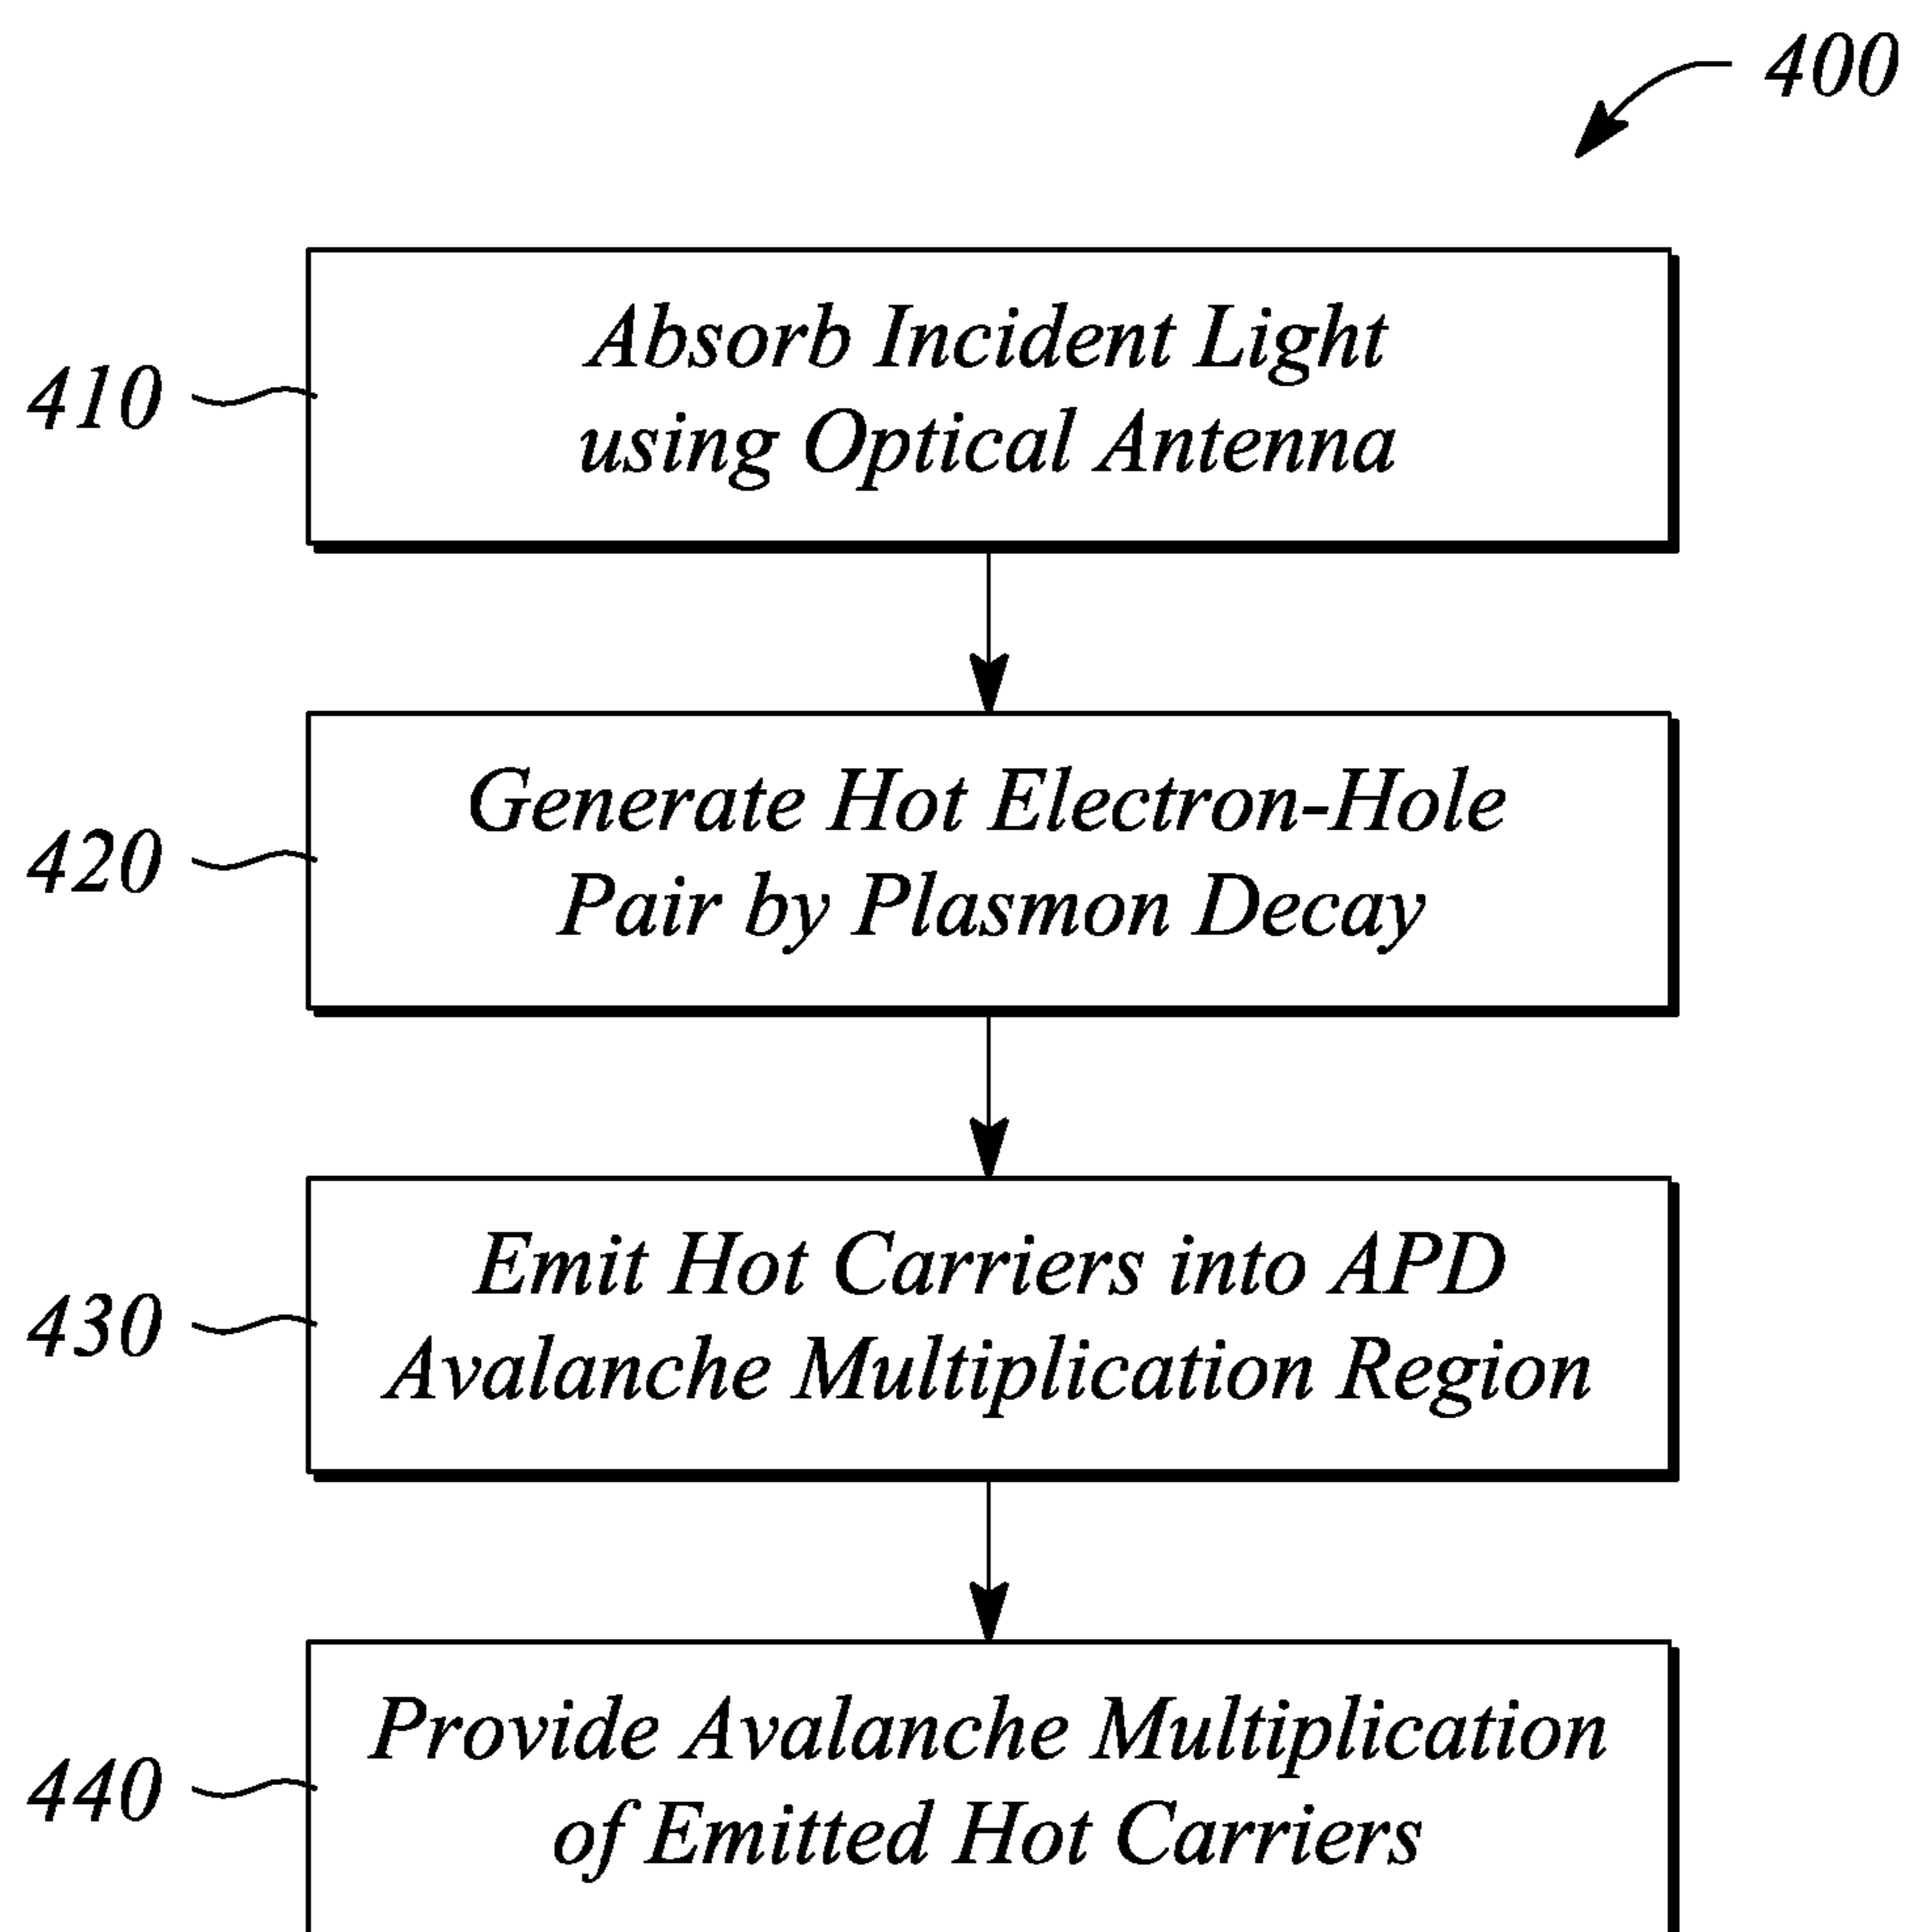 400
410
Absorb Incident Light
using Optical Antenna
420
Generate Hot Electron-Hole
Pair by Plasmon Decay
430
Emit Hot Carriers into APD
Avalanche Multiplication Region
440
Provide Avalanche Multiplication
of Emitted Hot Carriers